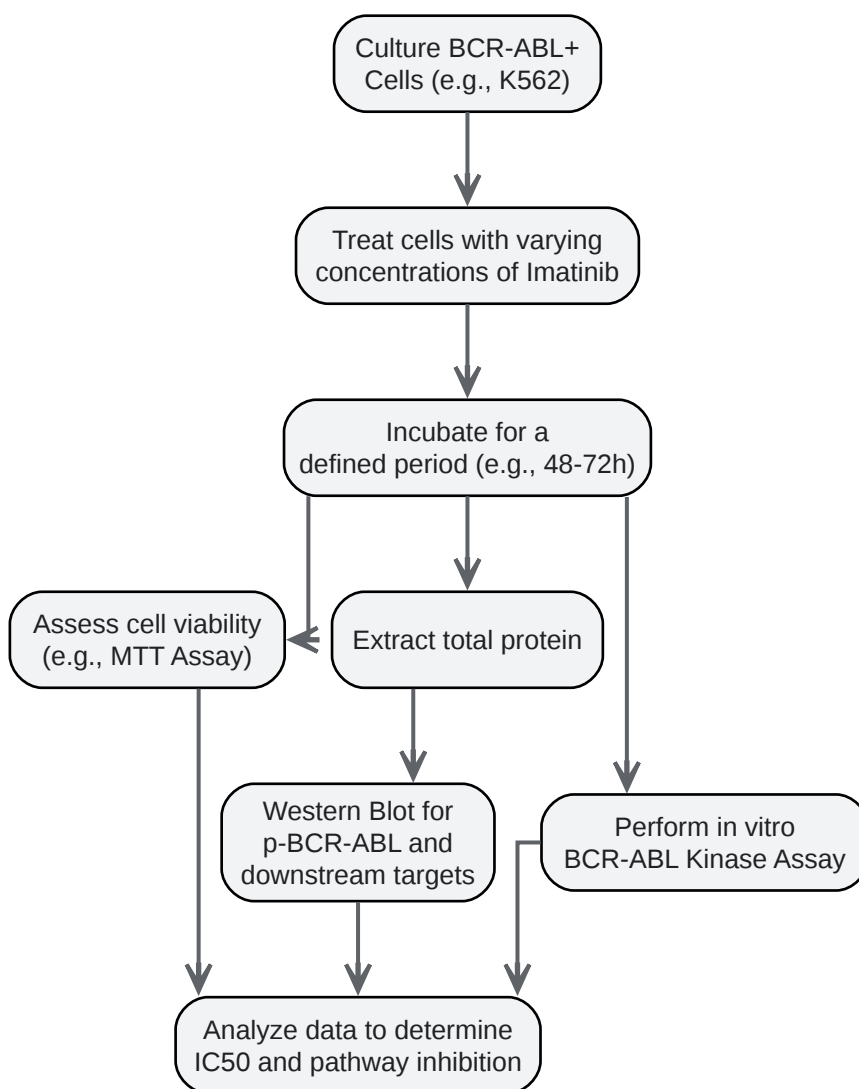 Culture BCR-ABL+
Cells (e.g., K562)
Treat cells with varying
concentrations of Imatinib
Incubate for a
defined period (e.g., 48-72h)
Assess cell viability
(e.g., MTT Assay)
Extract total protein
Western Blot for
p-BCR-ABL and
downstream targets
Perform in vitro
BCR-ABL Kinase Assay
Analyze data to determine
IC50 and pathway inhibition